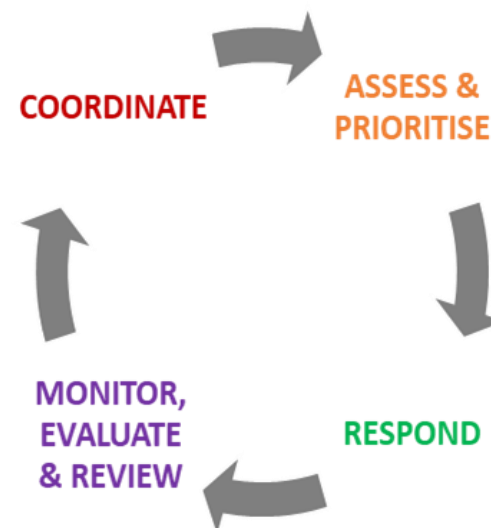 COORDINATE
ASSESS &
PRIORITISE
RESPOND
MONITOR,
EVALUATE
& REVIEW